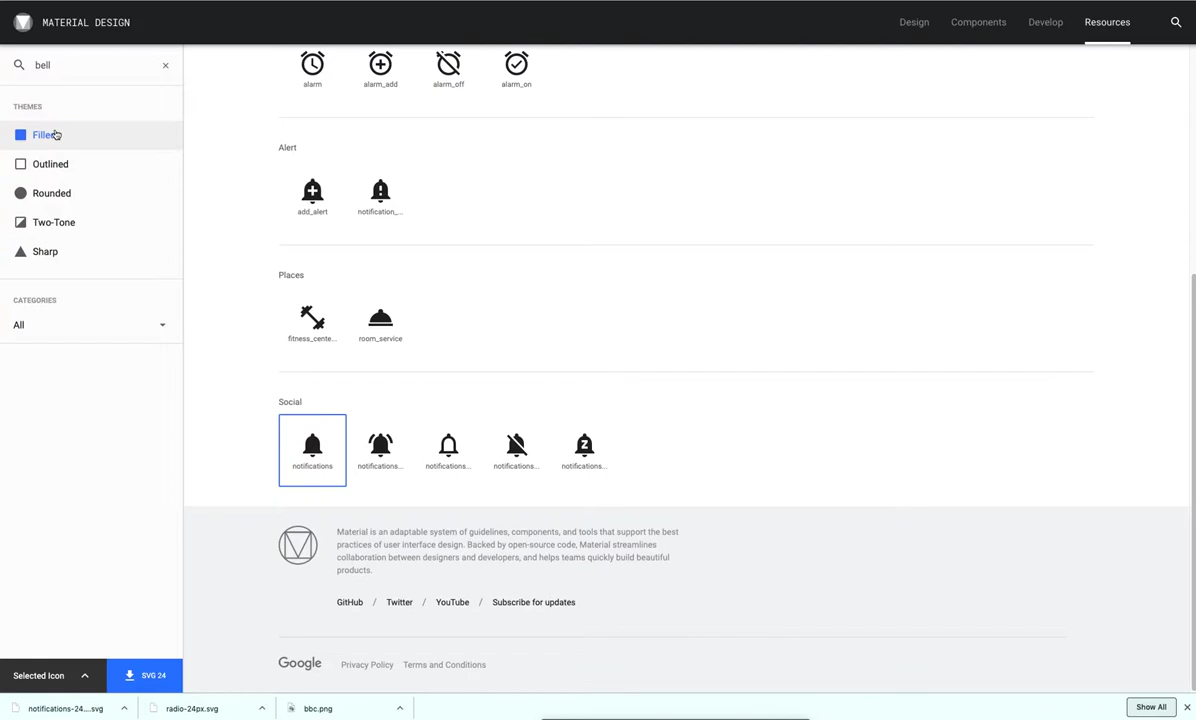 MATERIAL DESIGN
Design Components Develop Resources
bell
THEMES
Filled
Outlined
Rounded
Two-Tone
Sharp
CATEGORIES
All
alarm alarm_add alarm_off alarm_on
Alert
add_alert notification_...
Places
fitness_cente... room_service
Social
notifications notifications... notifications... notifications... notifications...
Material is an adaptable system of guidelines, components, and tools that support the best
practices of user interface design. Backed by open-source code, Material streamlines
collaboration between designers and developers, and helps teams quickly build beautiful
products.
GitHub / Twitter / YouTube / Subscribe for updates
Google Privacy Policy Terms and Conditions
Selected Icon SVG 24
notifications-24....svg radio-24px.svg bbc.png Show All